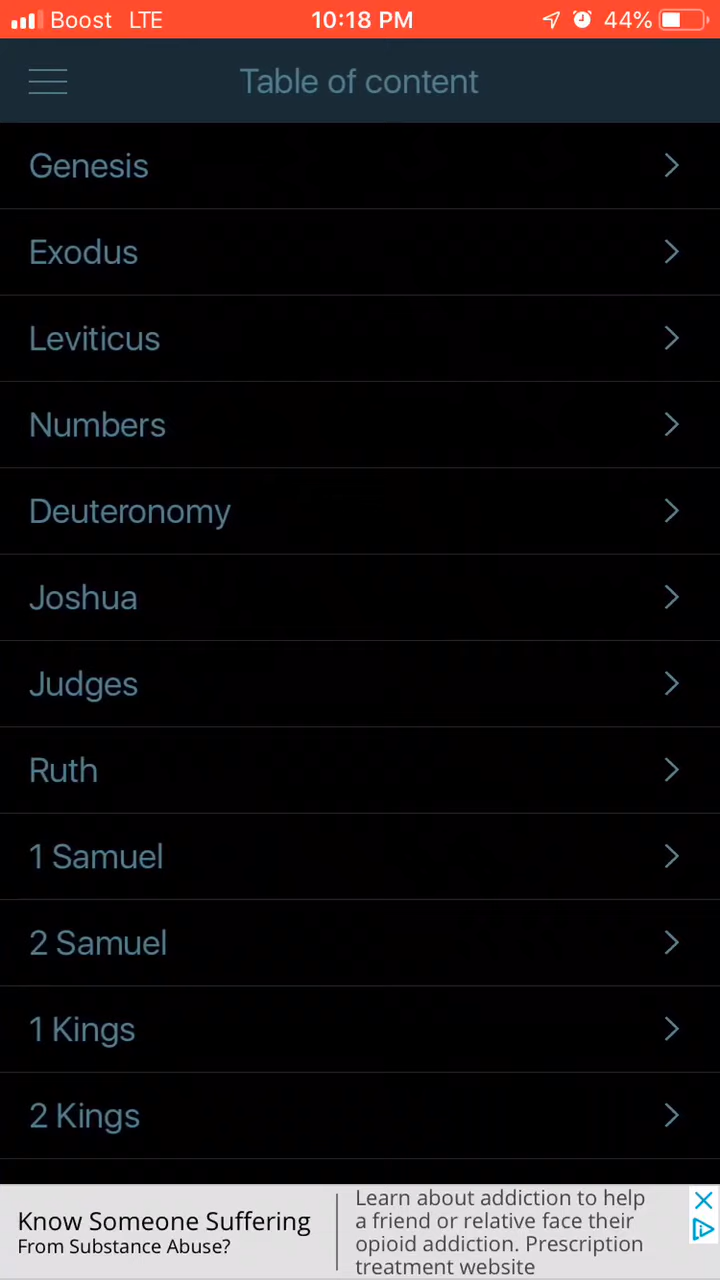 Boost LTE 10:18 PM 44%
Table of content
Genesis
Exodus
Leviticus
Numbers
Deuteronomy
Joshua
Judges
Ruth
1 Samuel
2 Samuel
1 Kings
2 Kings
Know Someone Suffering
From Substance Abuse?
Learn about addiction to help
a friend or relative face their
opioid addiction. Prescription
treatment website